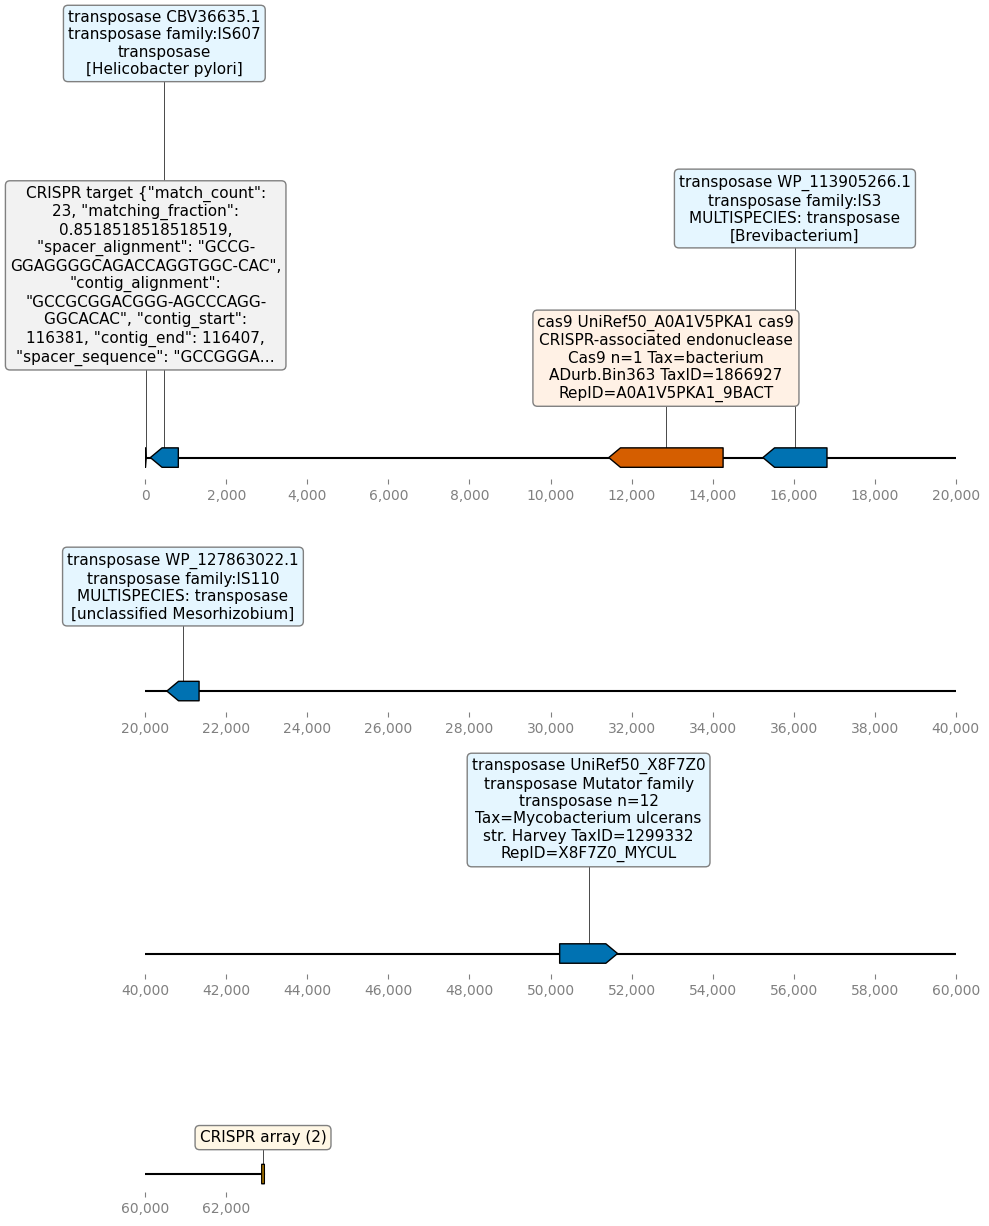 transposase CBV36635.1
transposase family:IS607
transposase
[Helicobacter pylori]
CRISPR target {"match_count":
23, "matching_fraction":
0.8518518518518519,
"spacer_alignment": "GCCG-
GGAGGGGCAGACCAGGTGGC-CAC",
"contig_alignment":
"GCCGCGGACGGG-AGCCCAGG-
GGCACAC", "contig_start":
116381, "contig_end": 116407,
"spacer_sequence": "GCCGGGA...
transposase WP_113905266.1
transposase family:IS3
MULTISPECIES: transposase
[Brevibacterium]
cas9 UniRef50_A0A1V5PKA1 cas9
CRISPR-associated endonuclease
Cas9 n=1 Tax=bacterium
ADurb.Bin363 TaxID=1866927
RepID=A0A1V5PKA1_9BACT
0 2,000 4,000 6,000 8,000 10,000 12,000 14,000 16,000 18,000 20,000
transposase WP_127863022.1
transposase family:IS110
MULTISPECIES: transposase
[unclassified Mesorhizobium]
20,000 22,000 24,000 26,000 28,000 30,000 32,000 34,000 36,000 38,000 40,000
transposase UniRef50_X8F7Z0
transposase Mutator family
transposase n=12
Tax=Mycobacterium ulcerans
str. Harvey TaxID=1299332
RepID=X8F7Z0_MYCUL
40,000 42,000 44,000 46,000 48,000 50,000 52,000 54,000 56,000 58,000 60,000
CRISPR array (2)
60,000 62,000